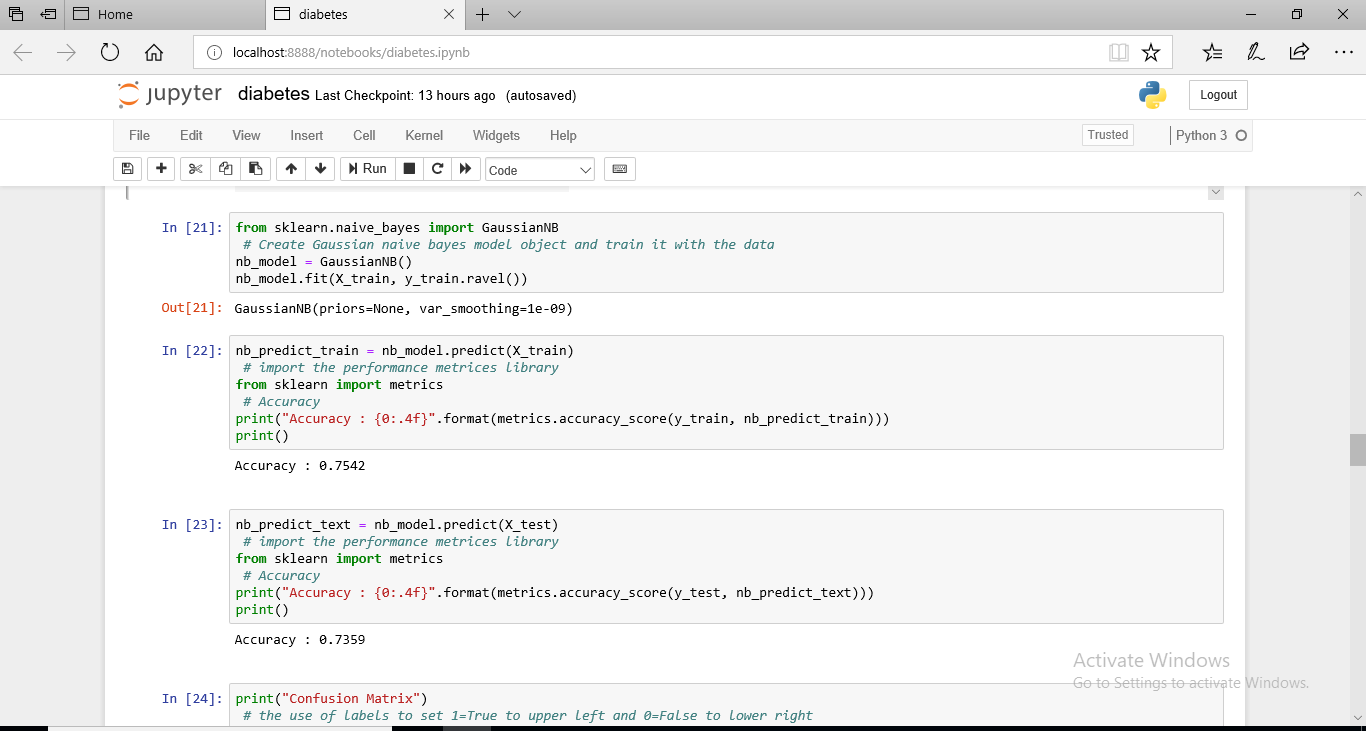 Home
diabetes
localhost:8888/notebooks/diabetes.ipynb
jupyter diabetes Last Checkpoint: 13 hours ago (autosaved)
Logout
File Edit View Insert Cell Kernel Widgets Help
Trusted
Python 3
Run
Code
In [21]: from sklearn.naive_bayes import GaussianNB
# Create Gaussian naive bayes model object and train it with the data
nb_model = GaussianNB()
nb_model.fit(X_train, y_train.ravel())
Out[21]: GaussianNB(priors=None, var_smoothing=1e-09)
In [22]: nb_predict_train = nb_model.predict(X_train)
# import the performance metrices library
from sklearn import metrics
# Accuracy
print("Accuracy : {0:.4f}".format(metrics.accuracy_score(y_train, nb_predict_train)))
print()
Accuracy : 0.7542
In [23]: nb_predict_text = nb_model.predict(X_test)
# import the performance metrices library
from sklearn import metrics
# Accuracy
print("Accuracy : {0:.4f}".format(metrics.accuracy_score(y_test, nb_predict_text)))
print()
Accuracy : 0.7359
Activate Windows
Go to Settings to activate Windows.
In [24]: print("Confusion Matrix")
# the use of labels to set 1=True to upper left and 0=False to lower right